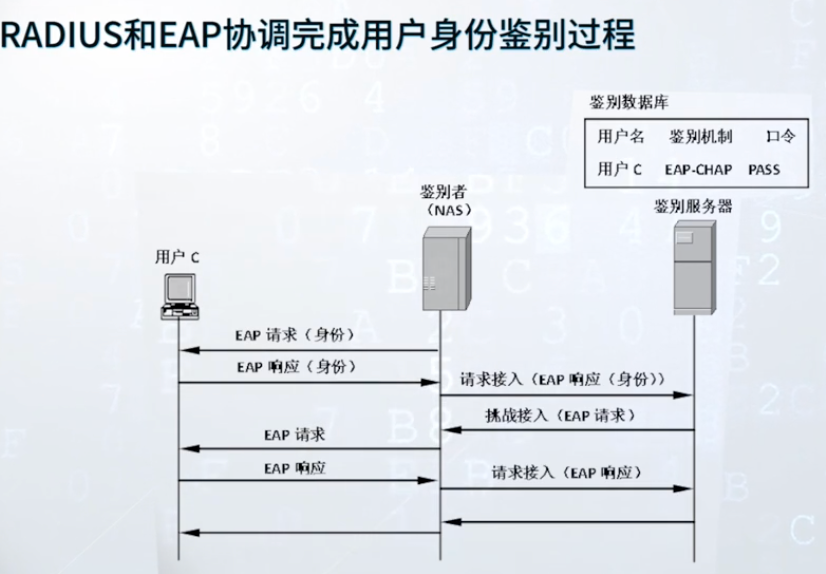 RADIUS和EAP协调完成用户身份鉴别过程
鉴别数据库
用户名 鉴别机制 口令
用户 C EAP-CHAP PASS
鉴别者
（NAS）
鉴别服务器
用户 C
EAP 请求（身份）
EAP 响应（身份）
请求接入（EAP 响应（身份））
挑战接入（EAP 请求）
EAP 请求
EAP 响应
请求接入（EAP 响应）